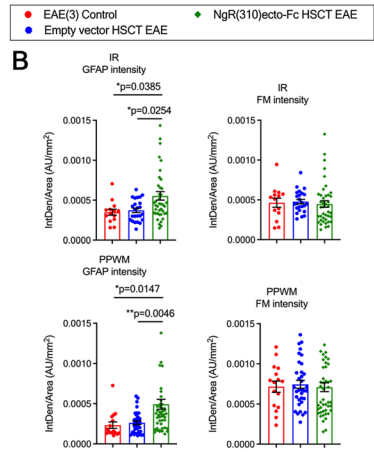 EAE(3) Control
NgR(310)ecto-Fc HSCT EAE
Empty vector HSCT EAE
B
IR
GFAP intensity
*p=0.0385
*p=0.0254
IntDen/Area (AU/mm²)
0.0015
0.0010
0.0005
0.0000
IR
FM intensity
IntDen/Area (AU/mm²)
0.0015
0.0010
0.0005
0.0000
PPWM
GFAP intensity
*p=0.0147
**p=0.0046
IntDen/Area (AU/mm²)
0.0015
0.0010
0.0005
0.0000
PPWM
FM intensity
IntDen/Area (AU/mm²)
0.0015
0.0010
0.0005
0.0000